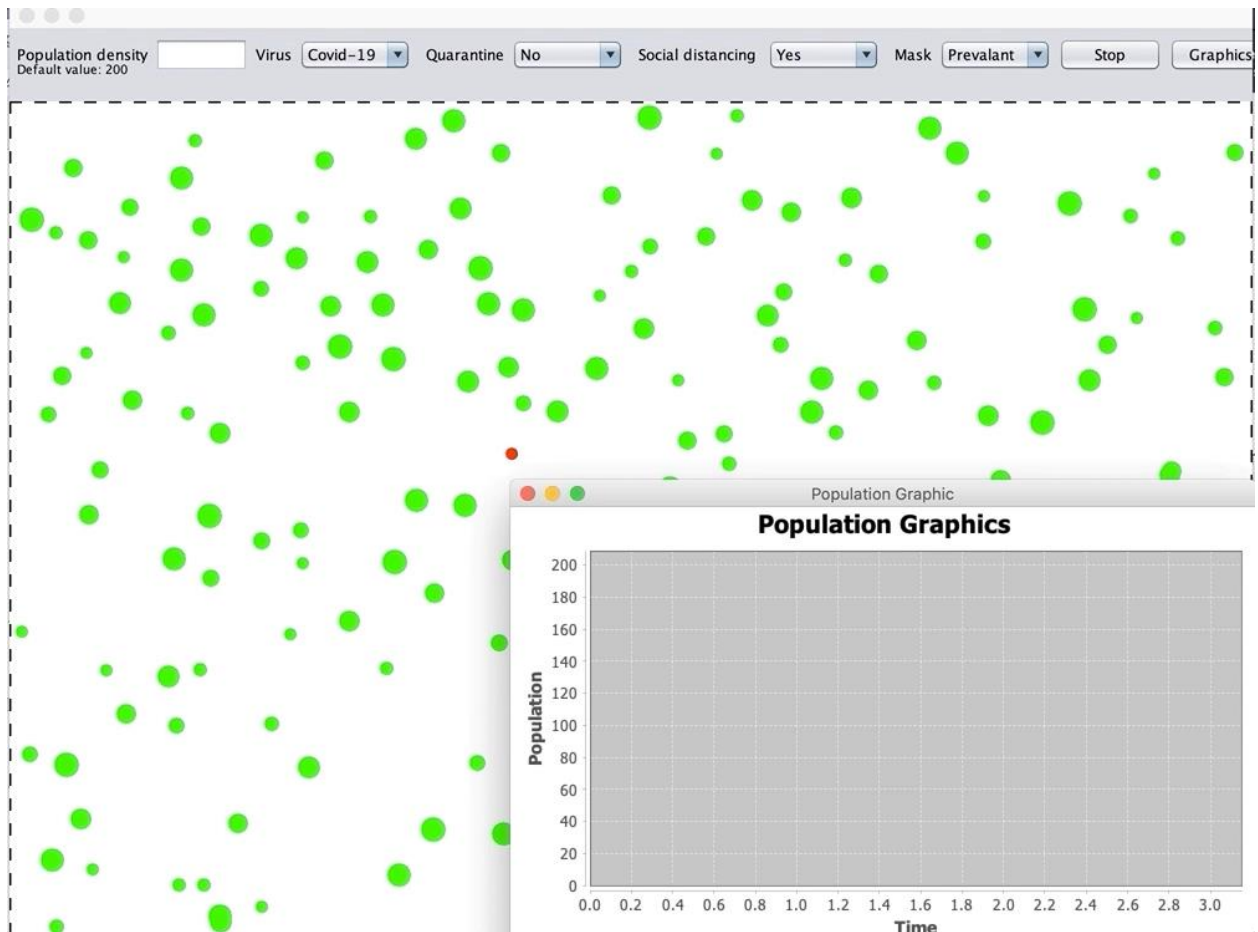 Population density Virus Covid-19 Quarantine No Social distancing Yes Mask Prevalant Stop Graphics
Default value: 200
Population Graphic
Population Graphics
200
180
160
140
120
100
80
60
40
20
0
Population
0.0 0.2 0.4 0.6 0.8 1.0 1.2 1.4 1.6 1.8 2.0 2.2 2.4 2.6 2.8 3.0
Time